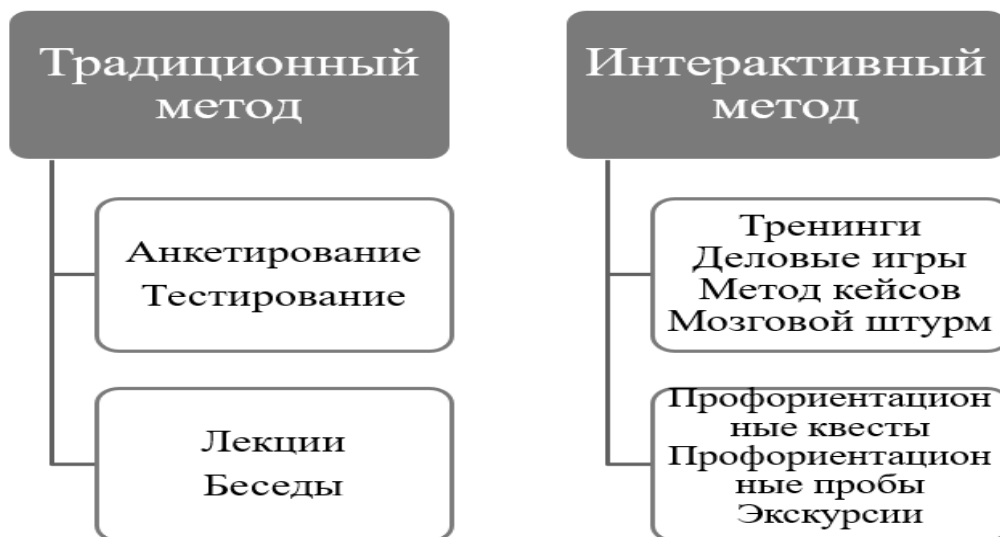 Традиционный
метод
Анкетирование
Тестирование
Лекции
Беседы
Интерактивный
метод
Тренинги
Деловые игры
Метод кейсов
Мозговой штурм
Профориентацион
ные квесты
Профориентацион
ные пробы
Экскурсии